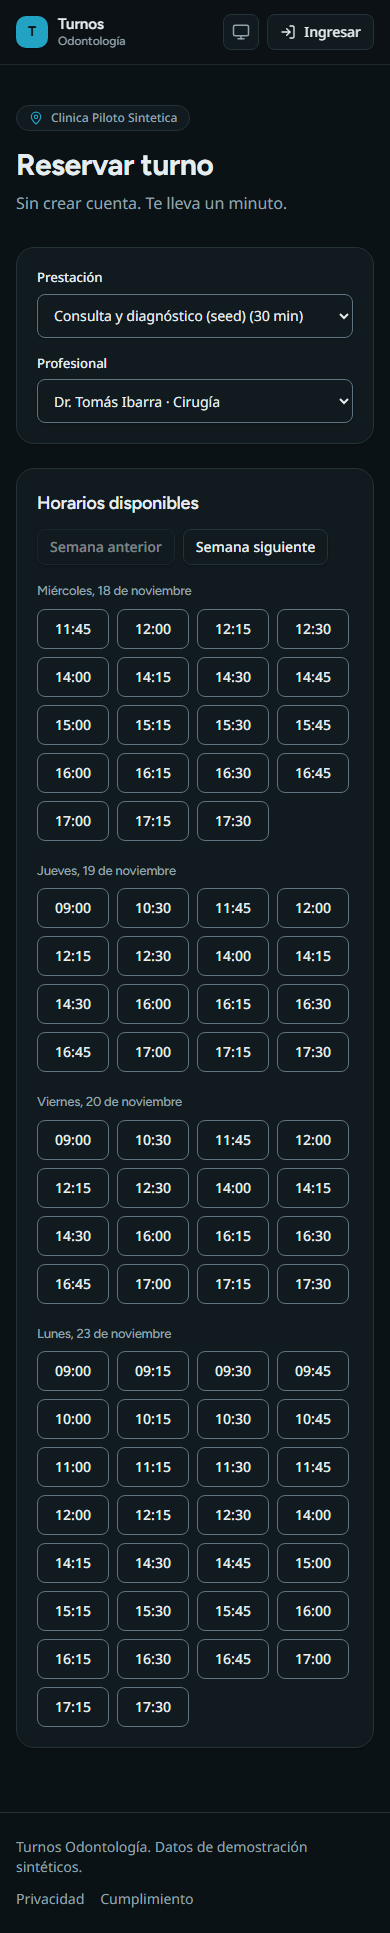 T
Turnos
Odontología
Ingresar
Clinica Piloto Sintetica
Reservar turno
Sin crear cuenta. Te lleva un minuto.
Prestación
Consulta y diagnóstico (seed) (30 min)
Profesional
Dr. Tomás Ibarra · Cirugía
Horarios disponibles
Semana anterior Semana siguiente
Miércoles, 18 de noviembre
11:45 12:00 12:15 12:30
14:00 14:15 14:30 14:45
15:00 15:15 15:30 15:45
16:00 16:15 16:30 16:45
17:00 17:15 17:30
Jueves, 19 de noviembre
09:00 10:30 11:45 12:00
12:15 12:30 14:00 14:15
14:30 16:00 16:15 16:30
16:45 17:00 17:15 17:30
Viernes, 20 de noviembre
09:00 10:30 11:45 12:00
12:15 12:30 14:00 14:15
14:30 16:00 16:15 16:30
16:45 17:00 17:15 17:30
Lunes, 23 de noviembre
09:00 09:15 09:30 09:45
10:00 10:15 10:30 10:45
11:00 11:15 11:30 11:45
12:00 12:15 12:30 14:00
14:15 14:30 14:45 15:00
15:15 15:30 15:45 16:00
16:15 16:30 16:45 17:00
17:15 17:30
Turnos Odontología. Datos de demostración
sintéticos.
Privacidad Cumplimiento